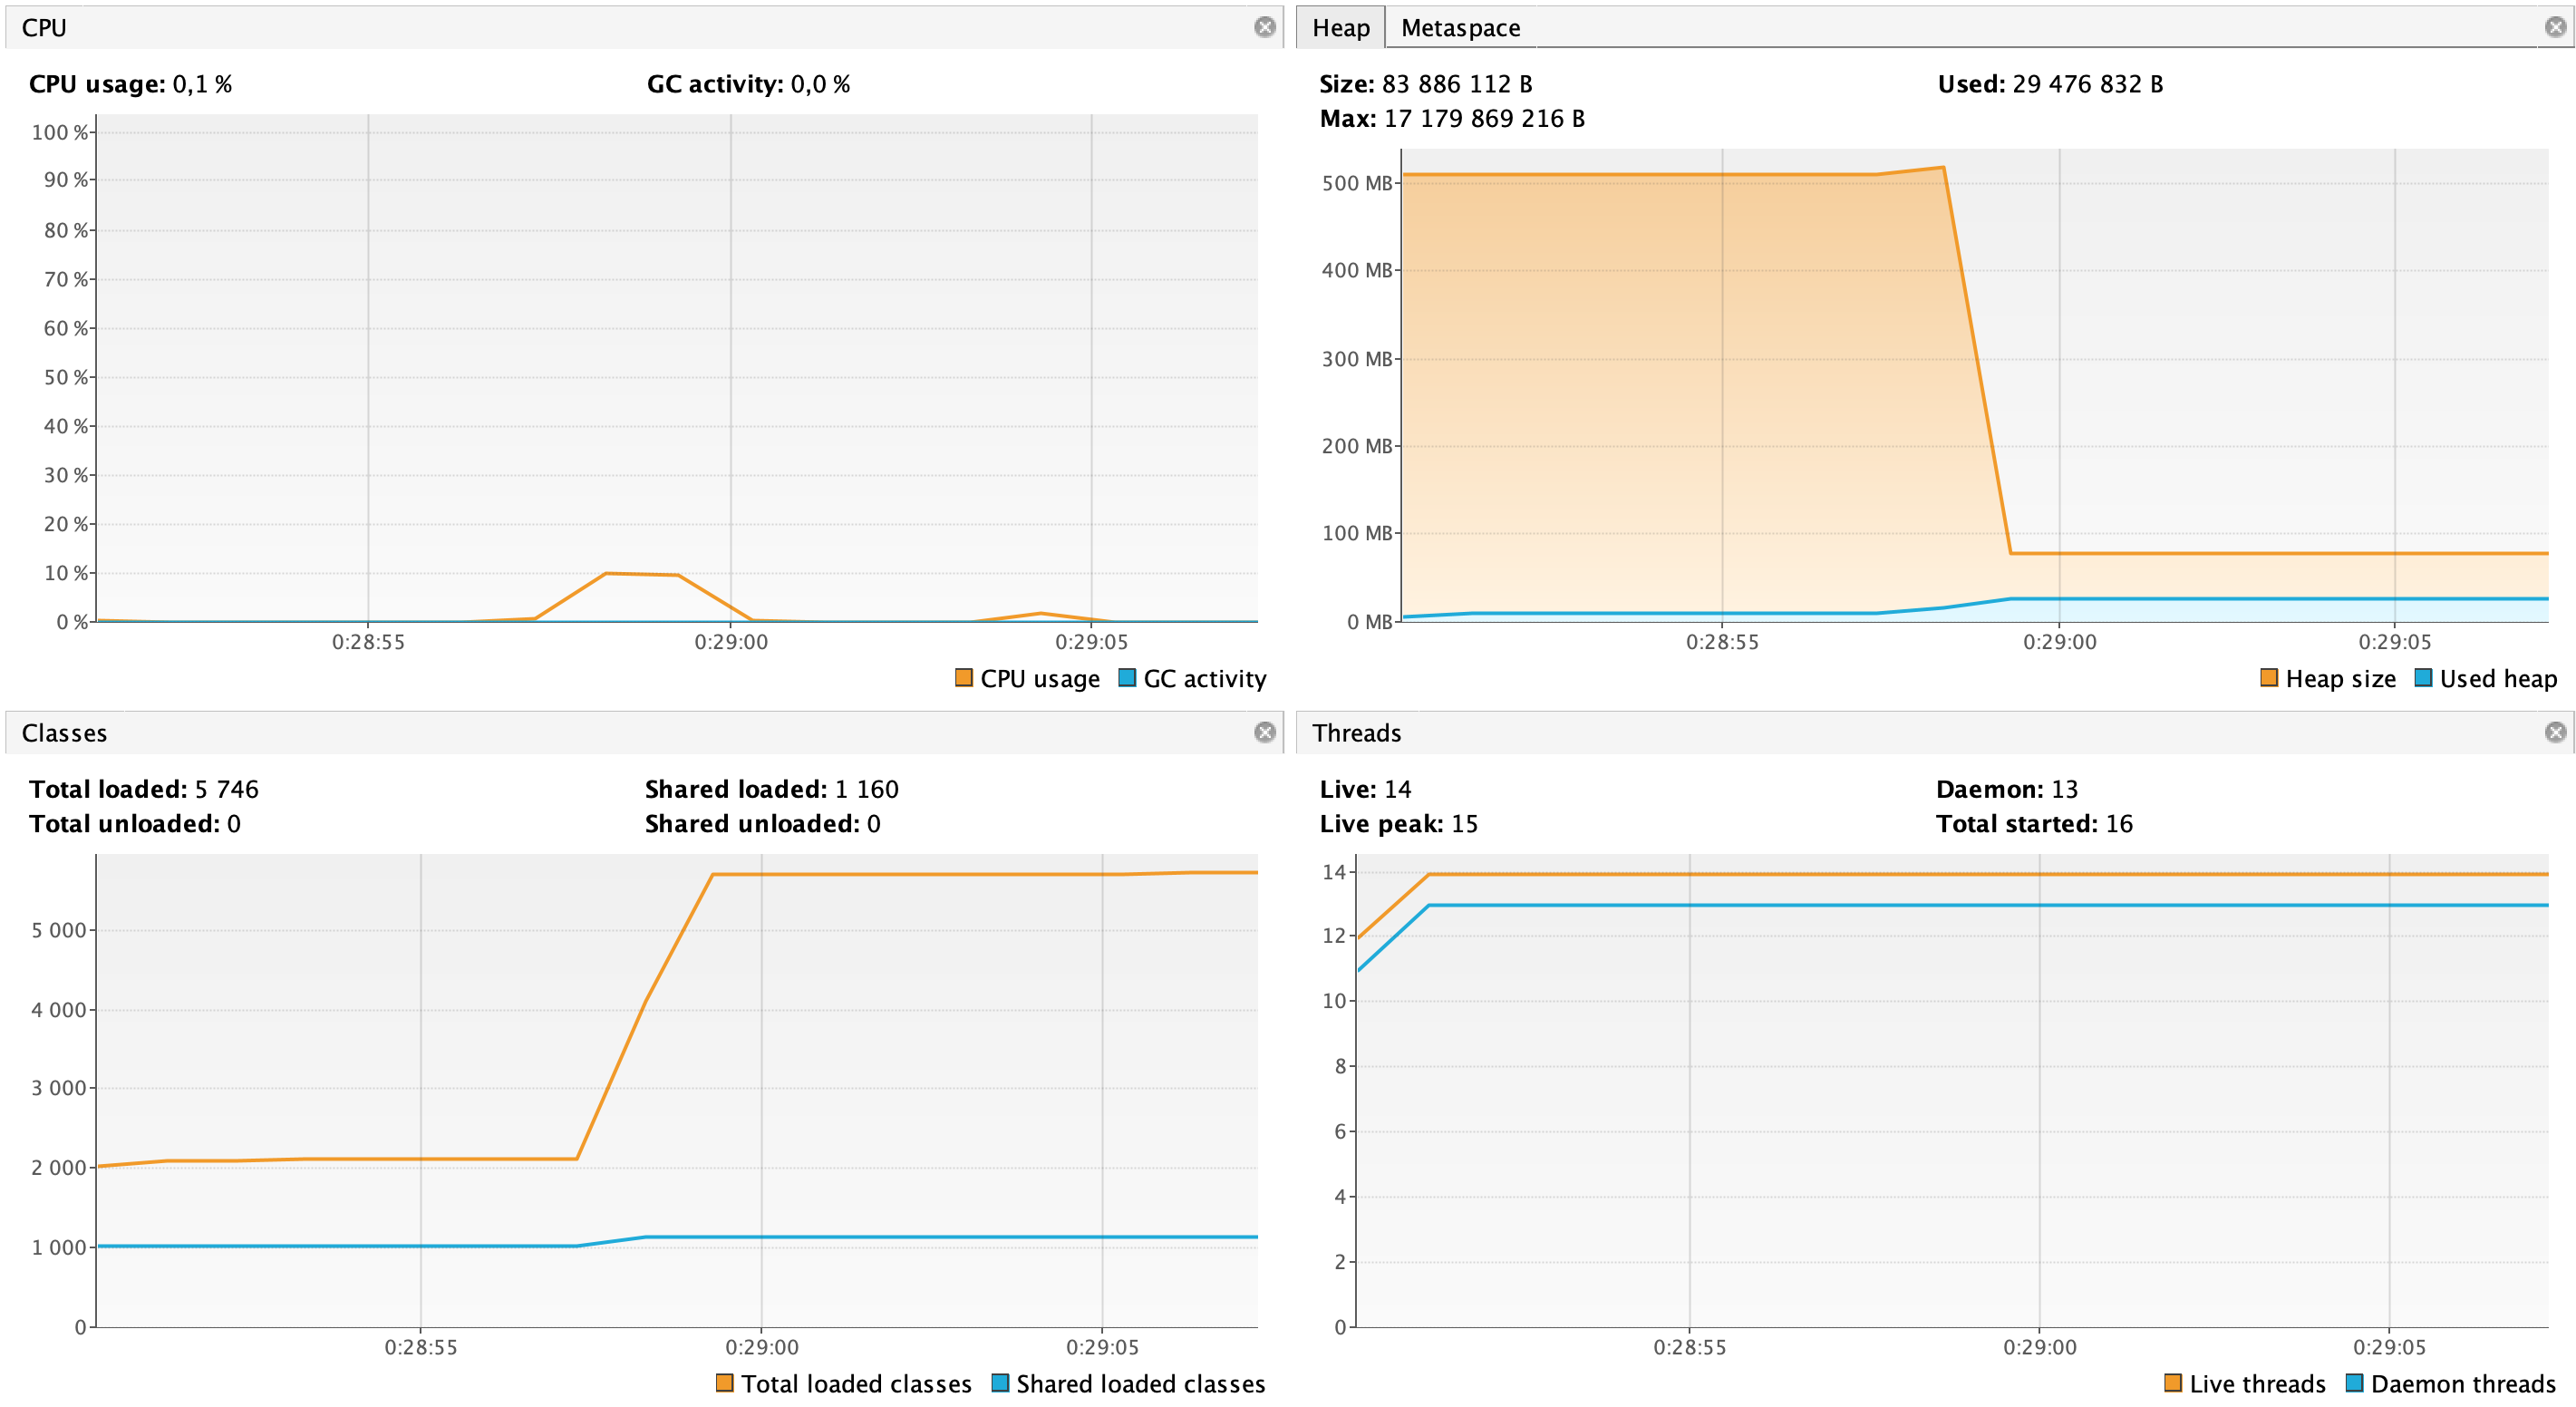 CPU
CPU usage: 0,1 % GC activity: 0,0 %
100 %
90 %
80 %
70 %
60 %
50 %
40 %
30 %
20 %
10 %
0 %
0:28:55 0:29:00 0:29:05
CPU usage GC activity
Heap Metaspace
Size: 83 886 112 B Used: 29 476 832 B
Max: 17 179 869 216 B
500 MB
400 MB
300 MB
200 MB
100 MB
0 MB
0:28:55 0:29:00 0:29:05
Heap size Used heap
Classes
Total loaded: 5 746 Shared loaded: 1 160
Total unloaded: 0 Shared unloaded: 0
5 000
4 000
3 000
2 000
1 000
0
0:28:55 0:29:00 0:29:05
Total loaded classes Shared loaded classes
Threads
Live: 14 Daemon: 13
Live peak: 15 Total started: 16
14
12
10
8
6
4
2
0
0:28:55 0:29:00 0:29:05
Live threads Daemon threads